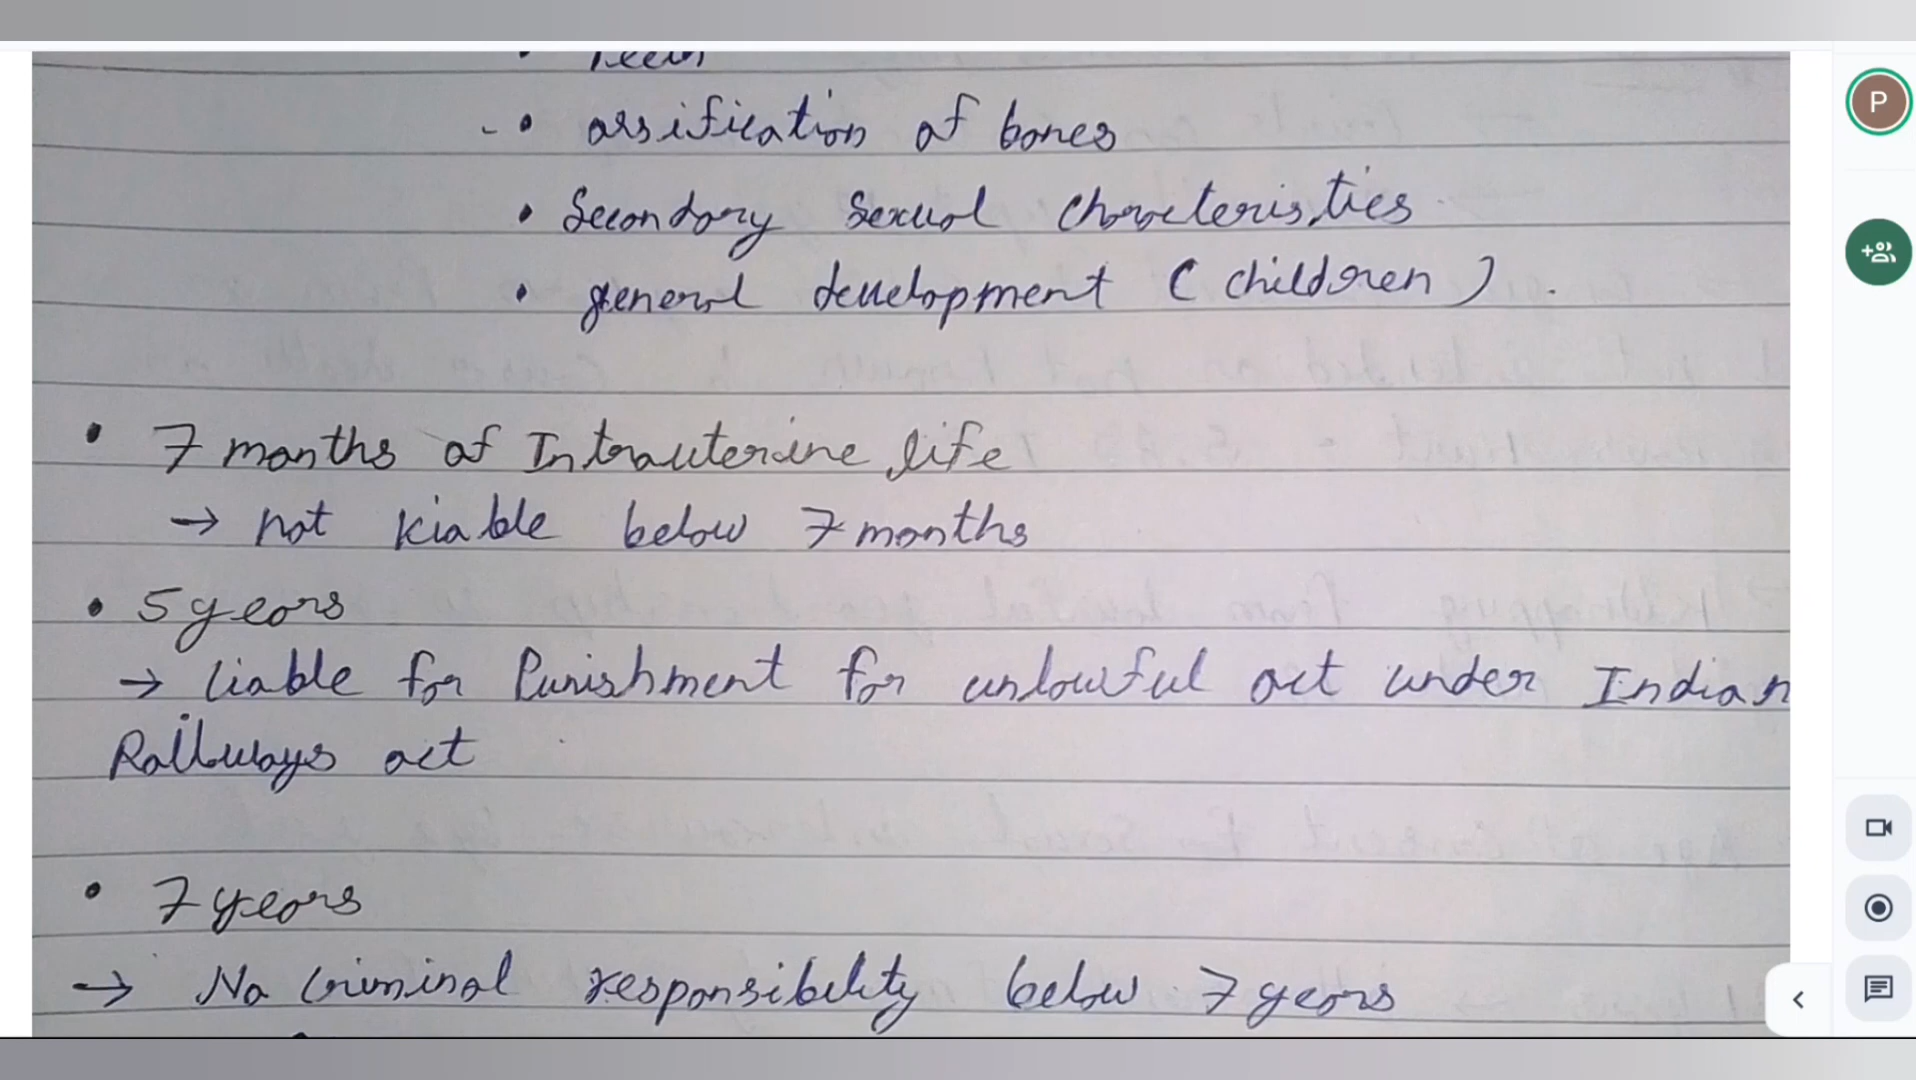 • Teeth
- • ossification of bones
• Secondary sexual characteristics
• general development ( children ) .
• 7 months of Intrauterine life
→ not viable below 7 months
• 5 years
→ liable for Punishment for unlawful act under Indian
Railways act
• 7 years
→ No criminal responsibility below 7 years
P